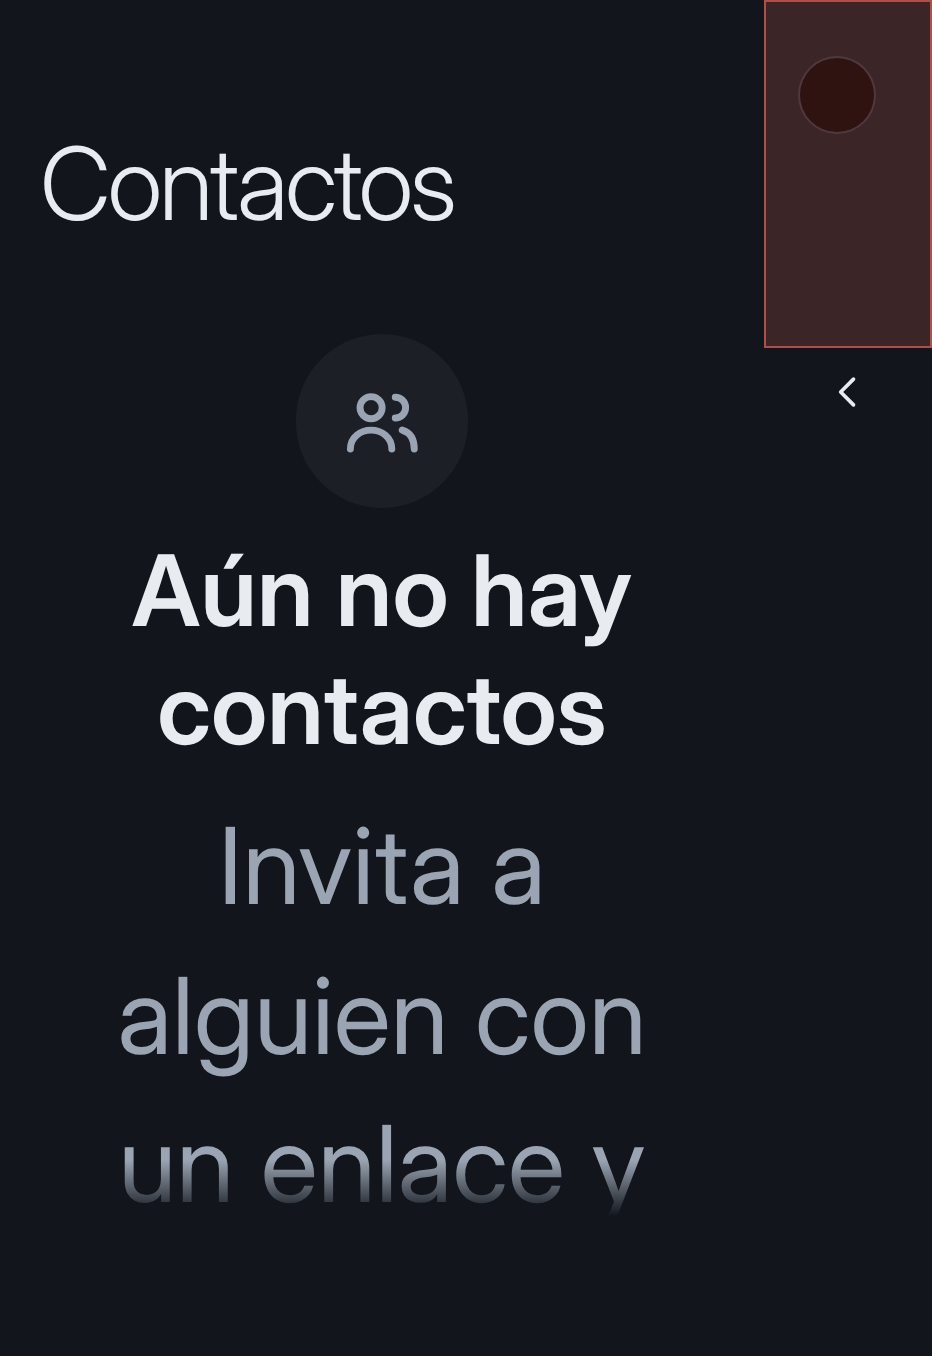 Contactos
Aún no hay
contactos
Invita a
alguien con
un enlace y